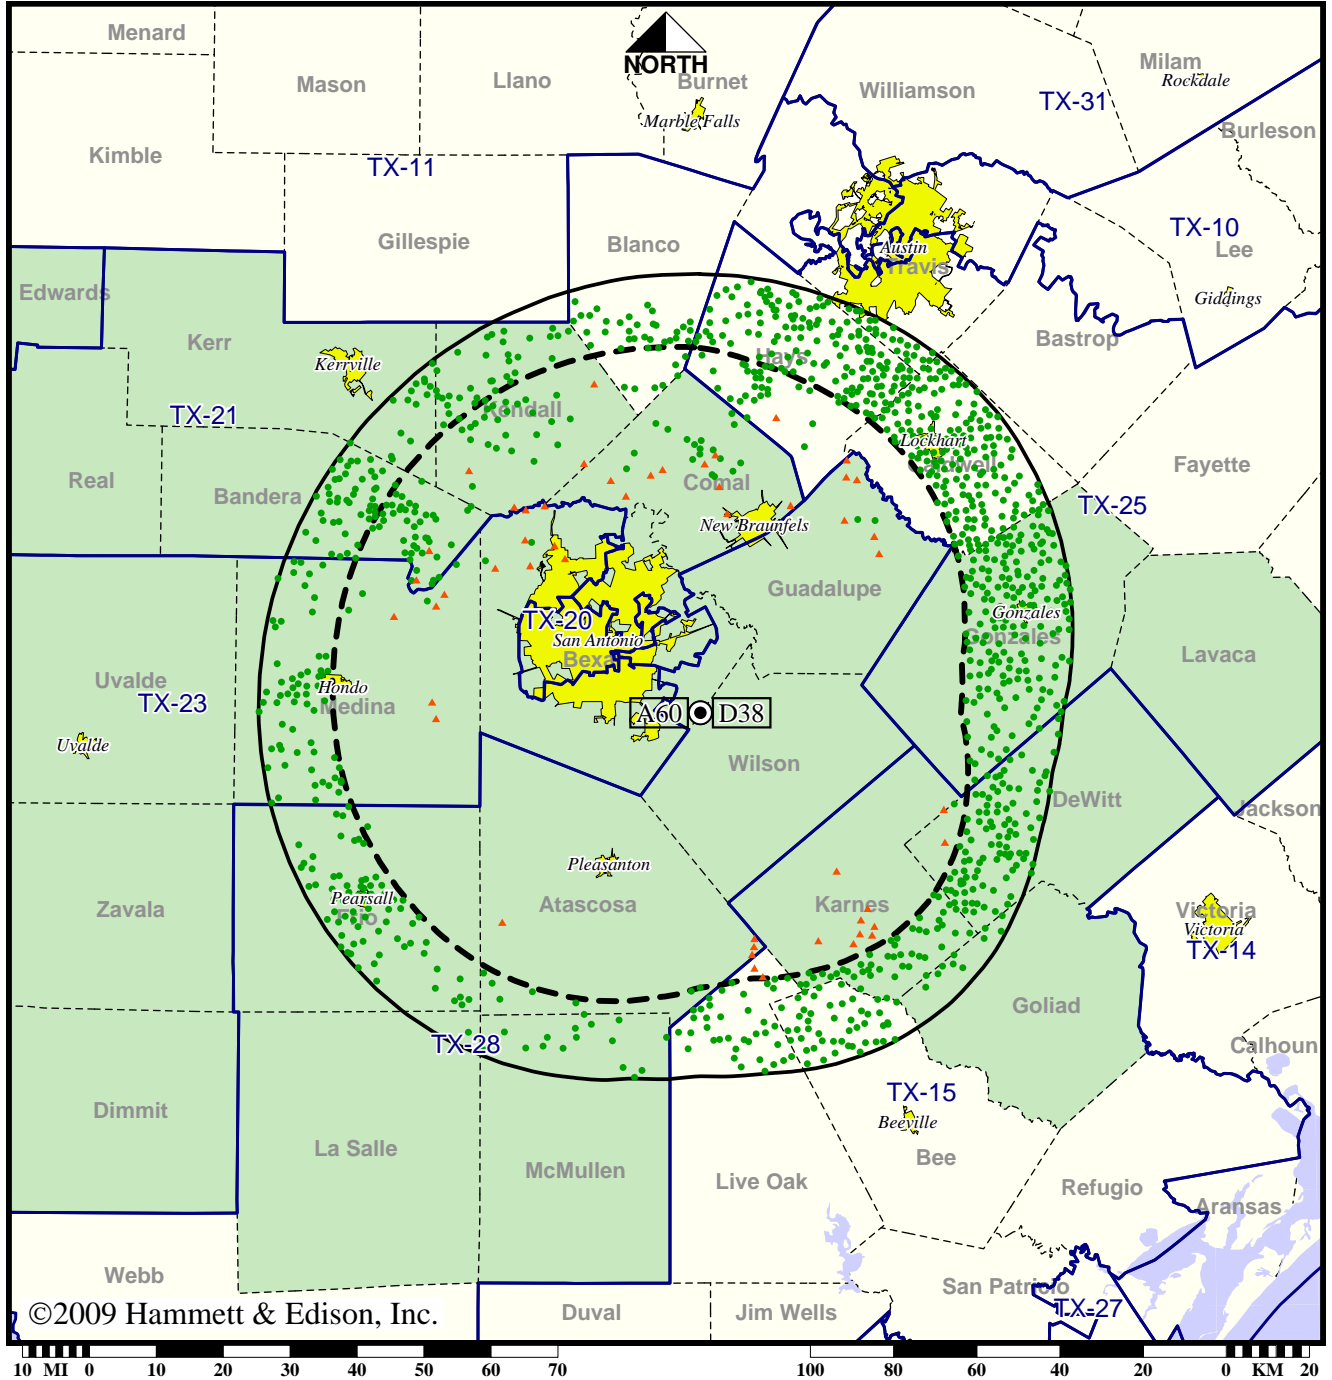 Menard
Mason
Llano
NORTH
Burnet
Marble Falls
Williamson
TX-31
Milam
Rockdale
Burleson
Kimble
TX-11
Gillespie
Blanco
Austin
Travis
TX-10
Lee
Giddings
Edwards
Kerr
Kerrville
Hays
Bastrop
TX-21
Kendall
Lockhart
Caldwell
Fayette
Real
Bandera
Comal
TX-25
New Braunfels
Guadalupe
TX-20
San Antonio
Bexar
Gonzales
Gonzales
Lavaca
Uvalde
TX-23
Hondo
Medina
A60
D38
Uvalde
Wilson
DeWitt
Jackson
Pleasanton
Zavala
Pearsall
Frio
Atascosa
Karnes
Victoria
Victoria
TX-14
Goliad
TX-28
Calhoun
Dimmit
TX-15
Beeville
La Salle
McMullen
Live Oak
Bee
Refugio
Aransas
Webb
San Patricio
©2009 Hammett & Edison, Inc.
Duval
Jim Wells
TX-27
10 MI 0 10 20 30 40 50 60 70
100 80 60 40 20 0 KM 20